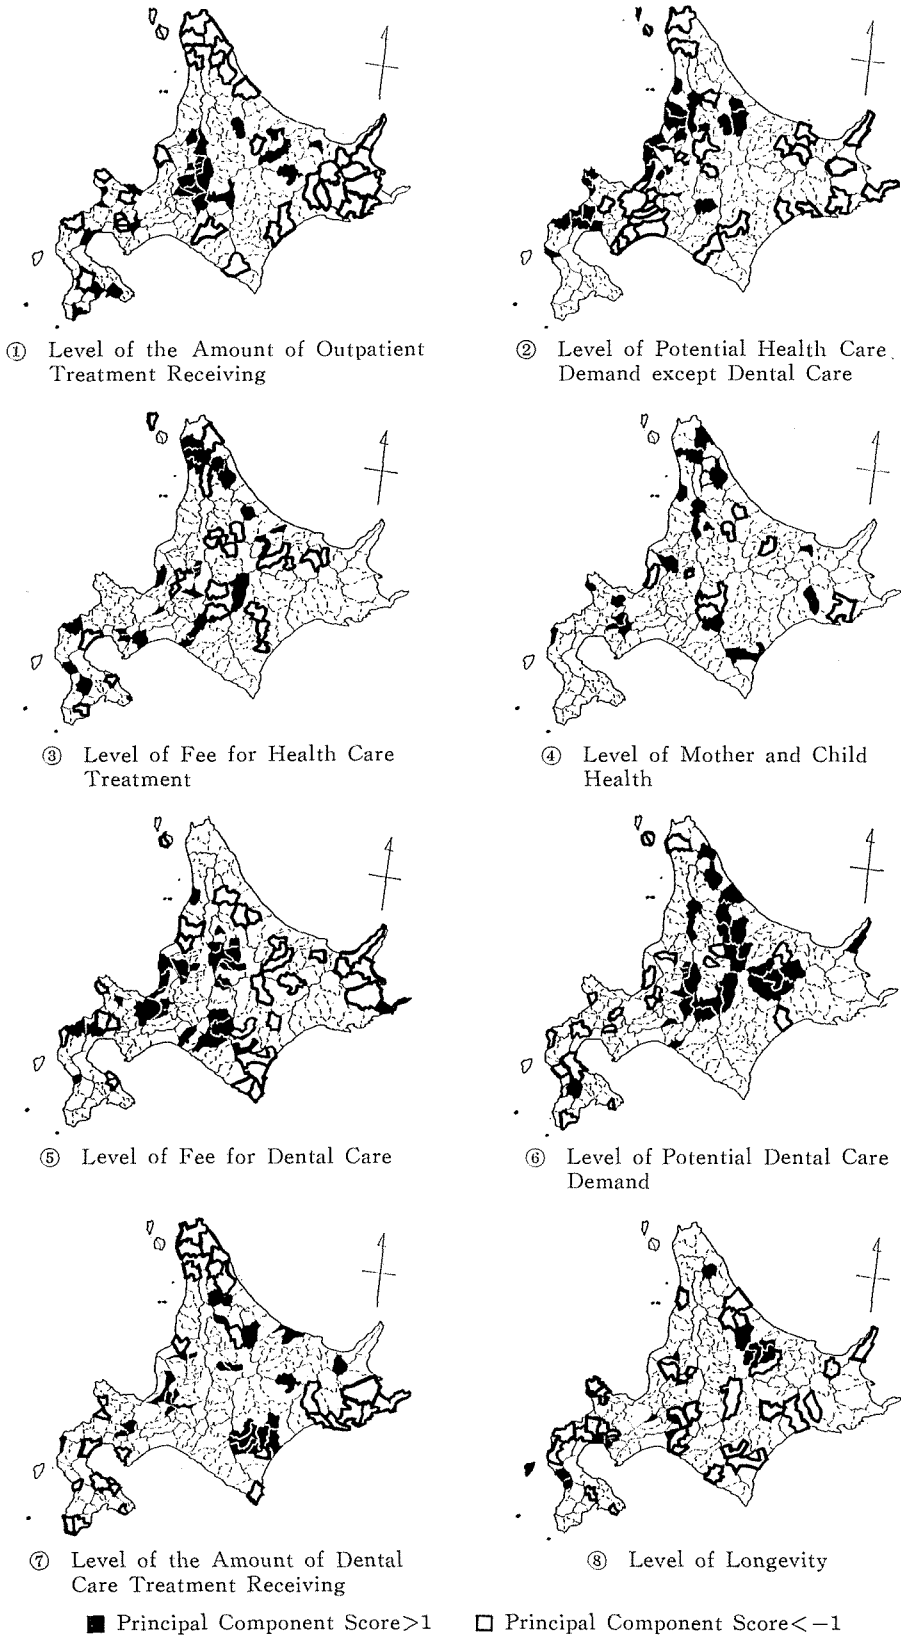 ① Level of the Amount of Outpatient
Treatment Receiving
② Level of Potential Health Care
Demand except Dental Care
③ Level of Fee for Health Care
Treatment
④ Level of Mother and Child
Health
⑤ Level of Fee for Dental Care
⑥ Level of Potential Dental Care
Demand
⑦ Level of the Amount of Dental
Care Treatment Receiving
⑧ Level of Longevity
■ Principal Component Score>1 □ Principal Component Score<−1